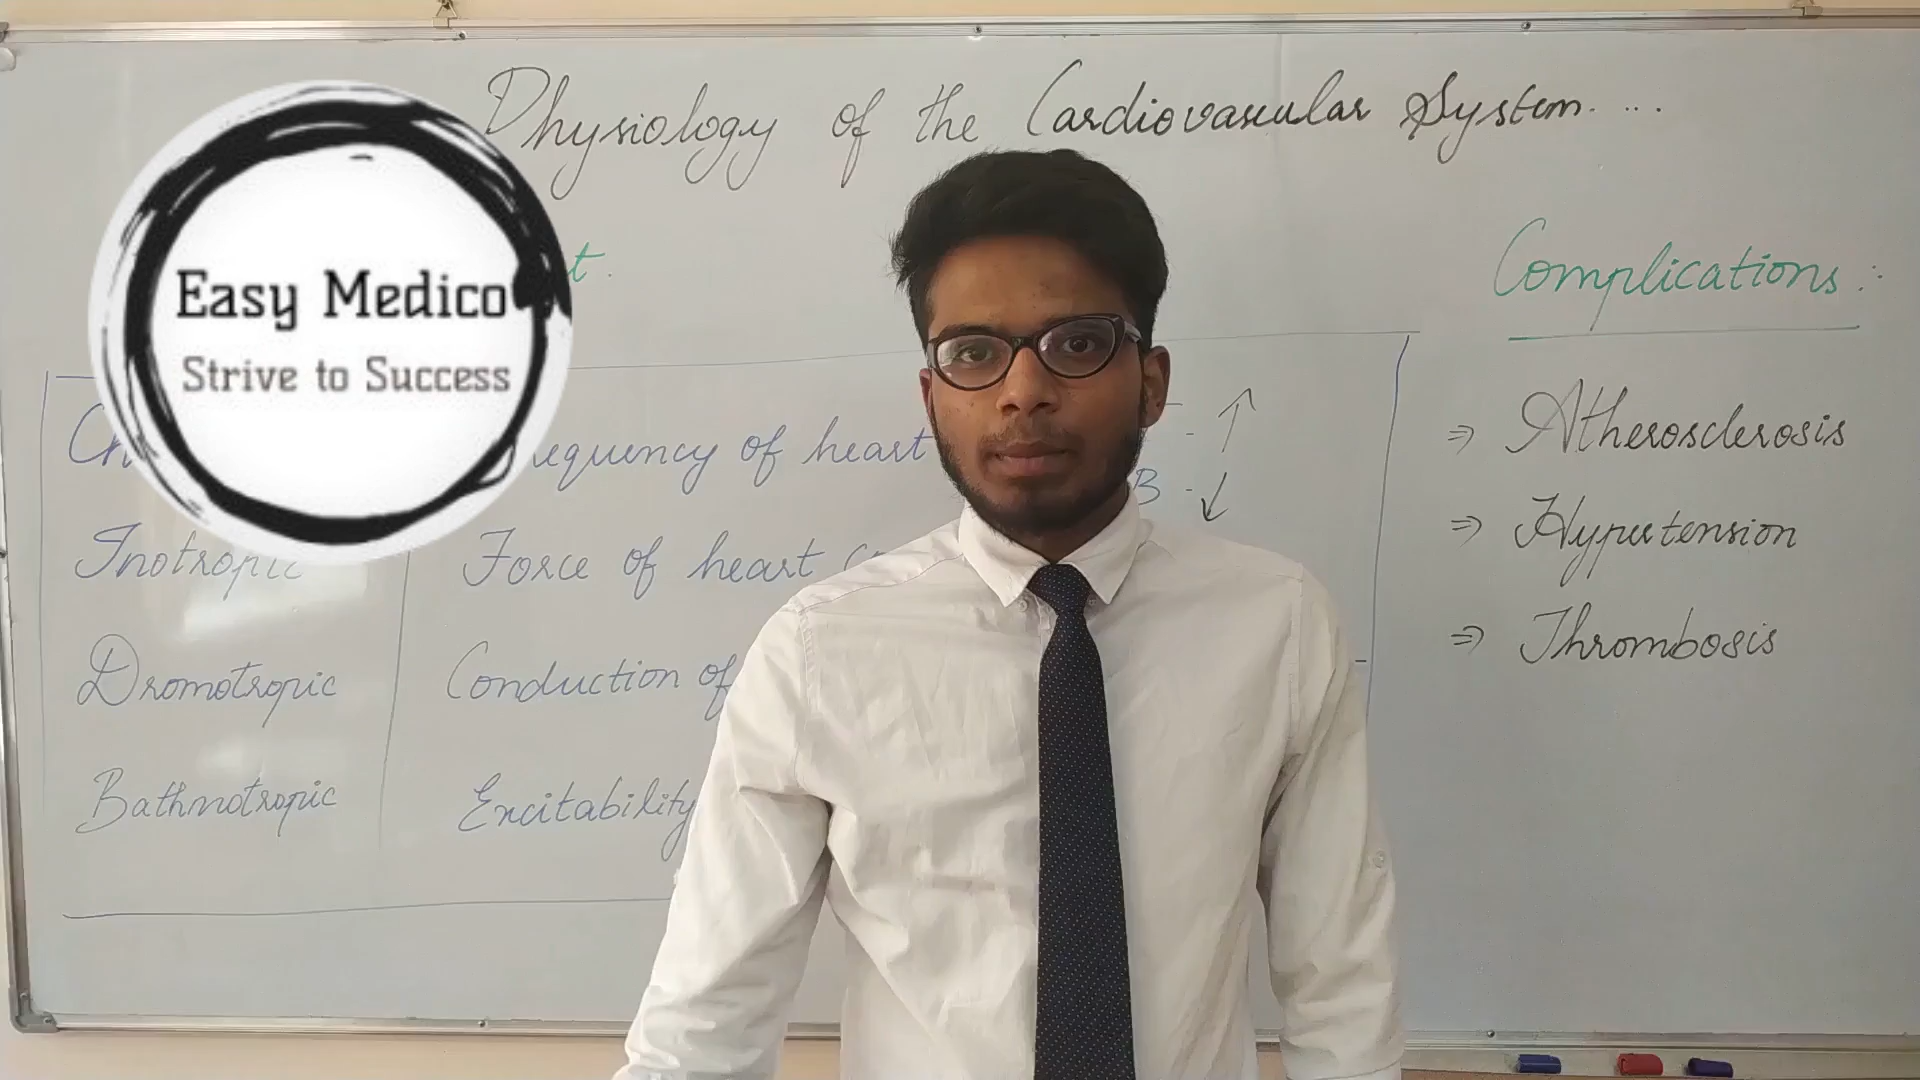 Physiology of the Cardiovascular System. ...
Easy Medico
Strive to Success
Complications :
frequency of heart - ↑
B - ↓
Inotropic Force of heart
Dromotropic Conduction of
Bathmotropic Excitability
⇒ Atherosclerosis
⇒ Hypertension
⇒ Thrombosis